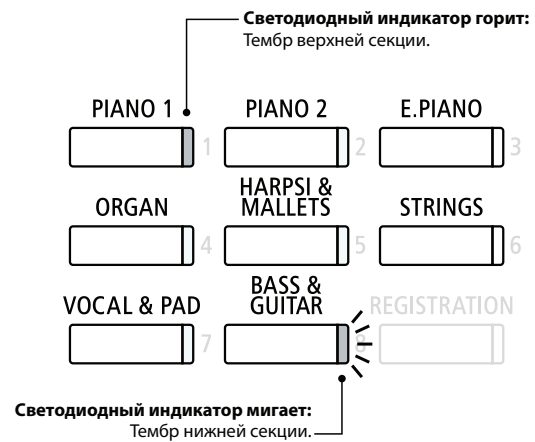 Светодиодный индикатор горит:
Тембр верхней секции.
PIANO 1 PIANO 2 E.PIANO
1 2 3
ORGAN HARPSI & MALLETS STRINGS
4 5 6
VOCAL & PAD BASS & GUITAR REGISTRATION
7 8
Светодиодный индикатор мигает:
Тембр нижней секции.